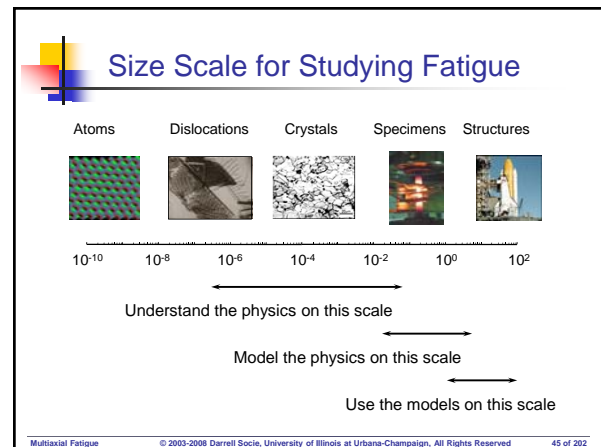 Size Scale for Studying Fatigue
Atoms Dislocations Crystals Specimens Structures
10-10 10-8 10-6 10-4 10-2 100 102
Understand the physics on this scale
Model the physics on this scale
Use the models on this scale
Multiaxial Fatigue © 2003-2008 Darrell Socie, University of Illinois at Urbana-Champaign, All Rights Reserved 45 of 202